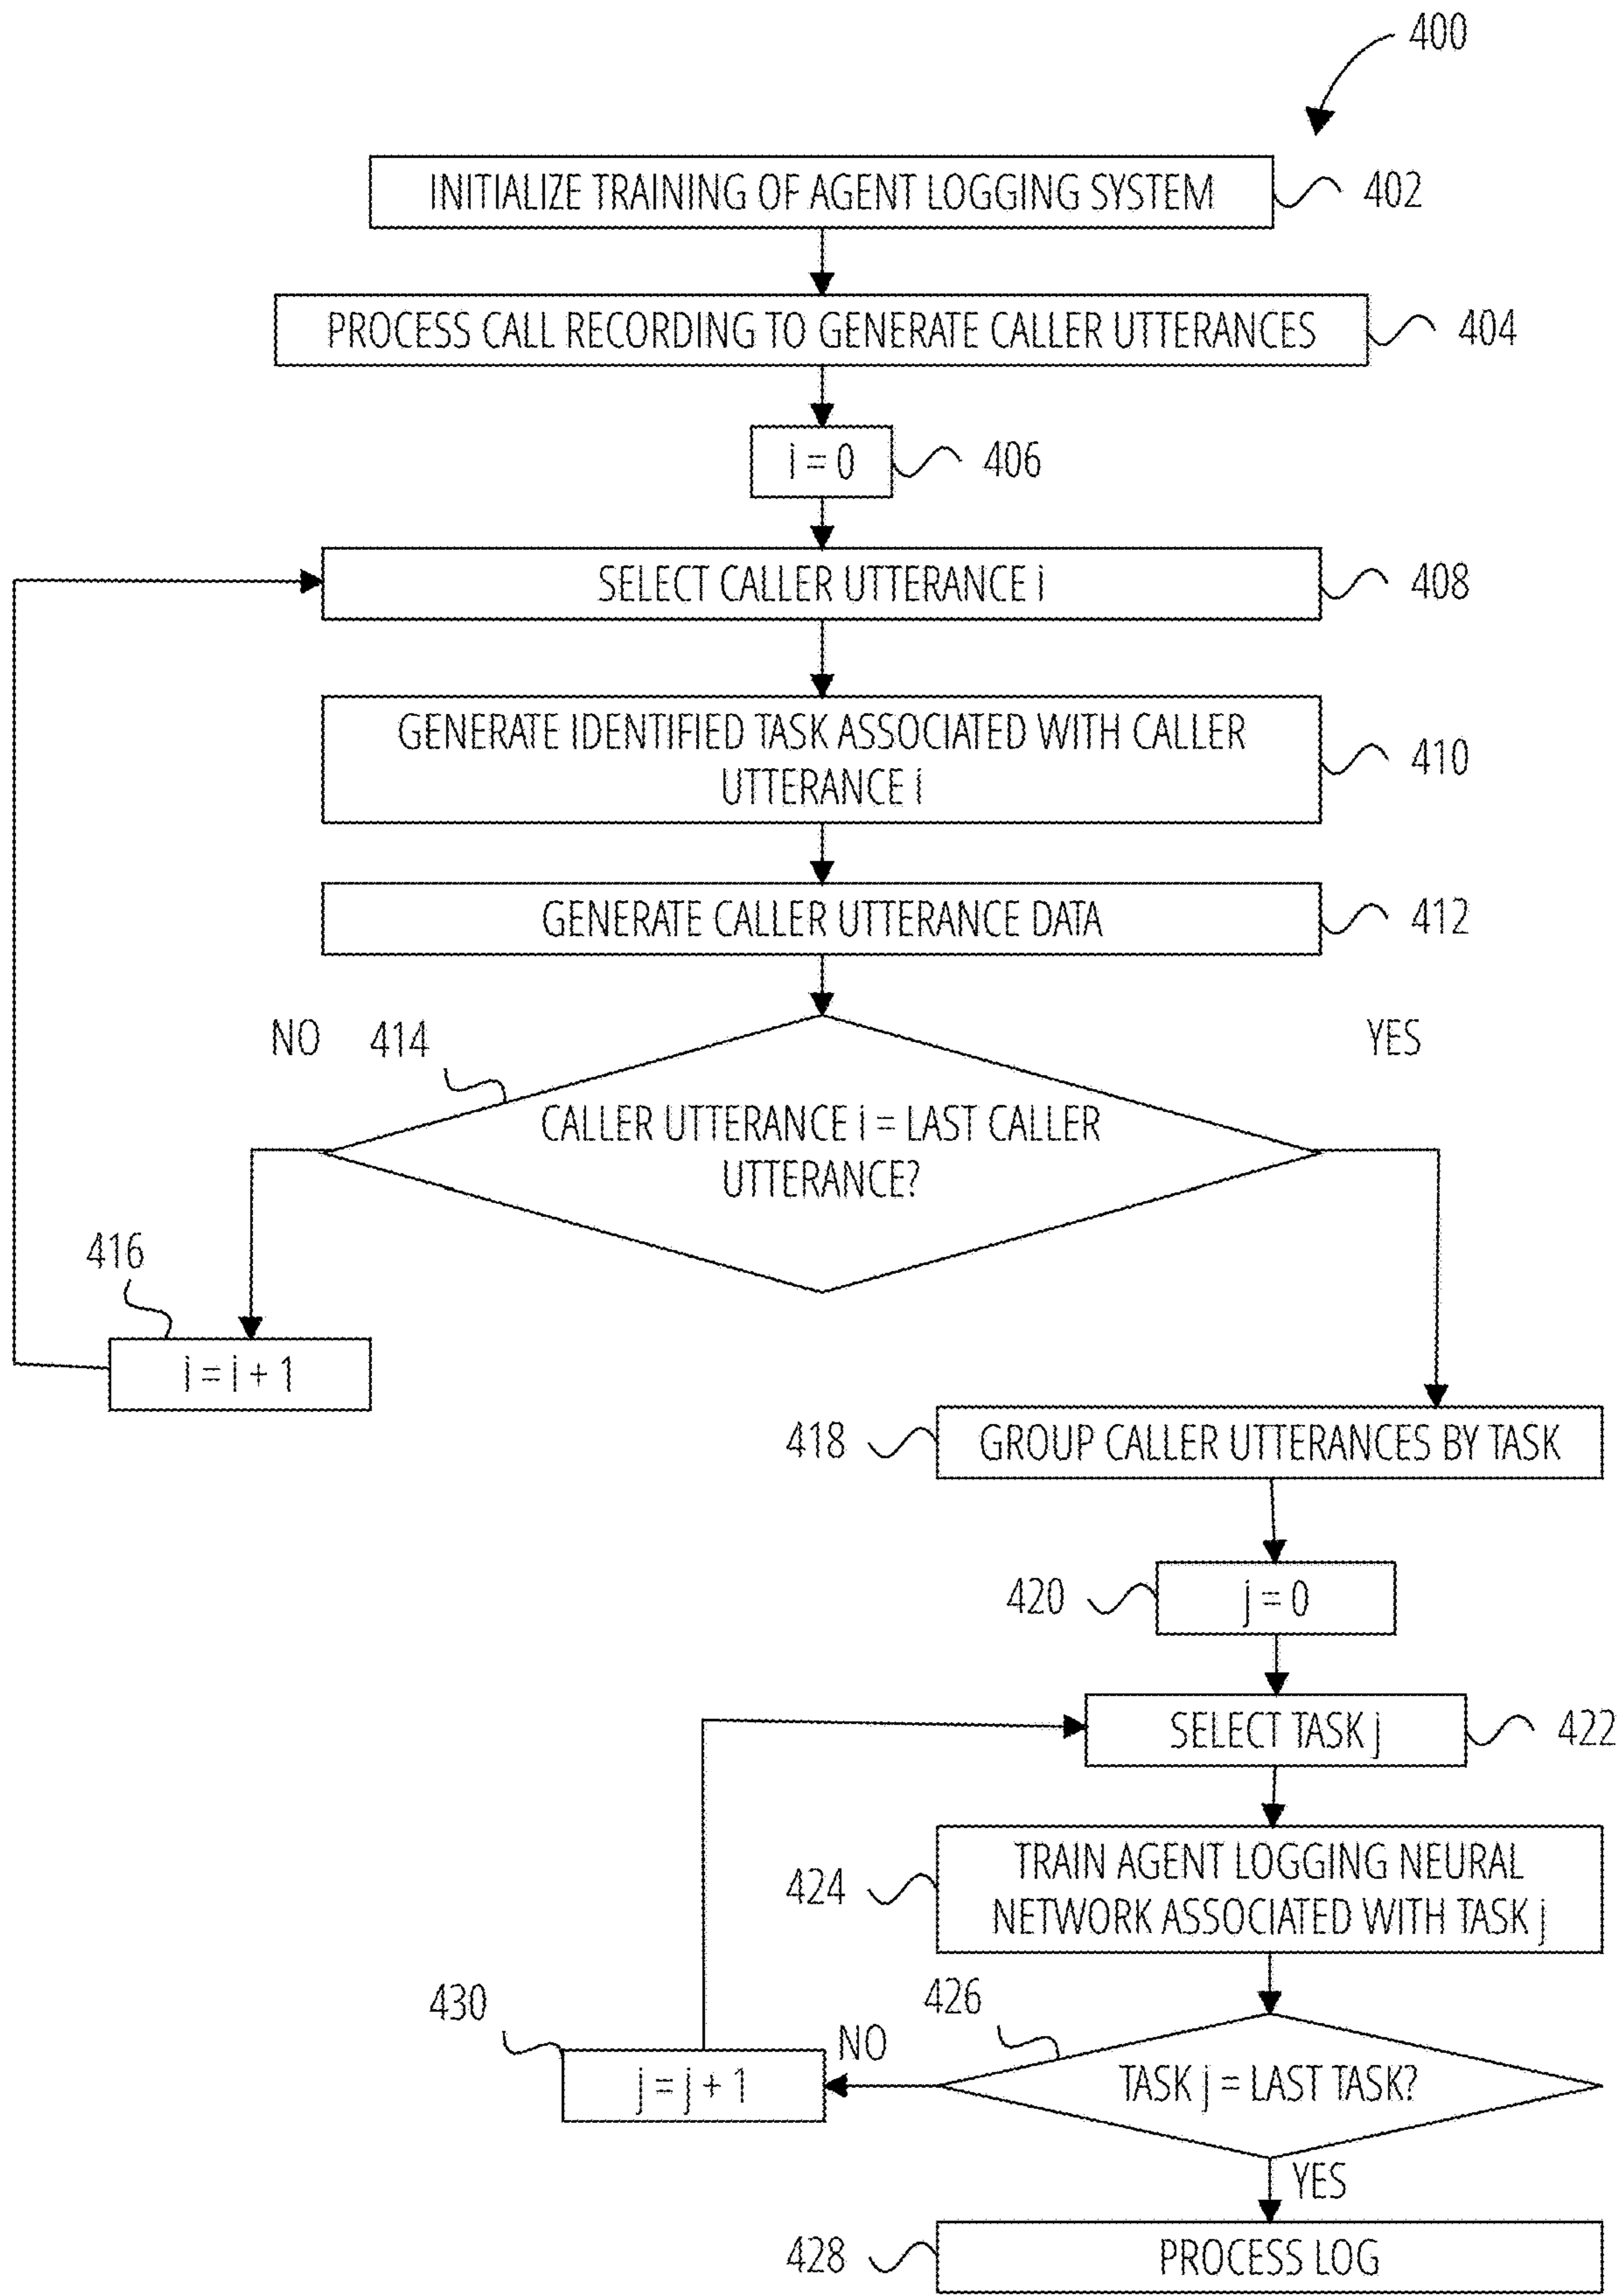 400
INITIALIZE TRAINING OF AGENT LOGGING SYSTEM
402
PROCESS CALL RECORDING TO GENERATE CALLER UTTERANCES
404
i = 0
406
SELECT CALLER UTTERANCE i
408
GENERATE IDENTIFIED TASK ASSOCIATED WITH CALLER
UTTERANCE i
410
GENERATE CALLER UTTERANCE DATA
412
NO
414
YES
CALLER UTTERANCE i = LAST CALLER
UTTERANCE?
416
i = i + 1
418
GROUP CALLER UTTERANCES BY TASK
420
j = 0
SELECT TASK j
422
424
TRAIN AGENT LOGGING NEURAL
NETWORK ASSOCIATED WITH TASK j
426
430
NO
j = j + 1
TASK j = LAST TASK?
YES
428
PROCESS LOG